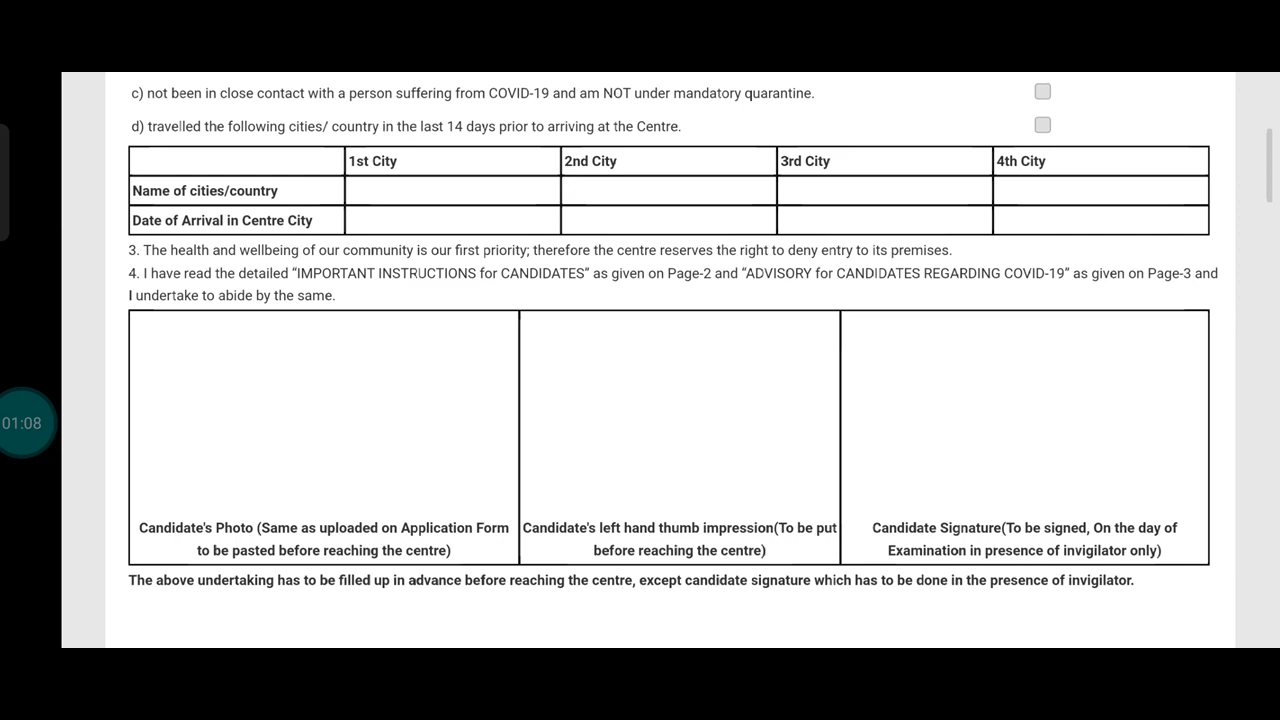 c) not been in close contact with a person suffering from COVID-19 and am NOT under mandatory quarantine.
d) travelled the following cities/ country in the last 14 days prior to arriving at the Centre.
1st City 2nd City 3rd City 4th City
Name of cities/country
Date of Arrival in Centre City
3. The health and wellbeing of our community is our first priority; therefore the centre reserves the right to deny entry to its premises.
4. I have read the detailed “IMPORTANT INSTRUCTIONS for CANDIDATES” as given on Page-2 and “ADVISORY for CANDIDATES REGARDING COVID-19” as given on Page-3 and
I undertake to abide by the same.
01:08
Candidate's Photo (Same as uploaded on Application Form
to be pasted before reaching the centre)
Candidate's left hand thumb impression(To be put
before reaching the centre)
Candidate Signature(To be signed, On the day of
Examination in presence of invigilator only)
The above undertaking has to be filled up in advance before reaching the centre, except candidate signature which has to be done in the presence of invigilator.